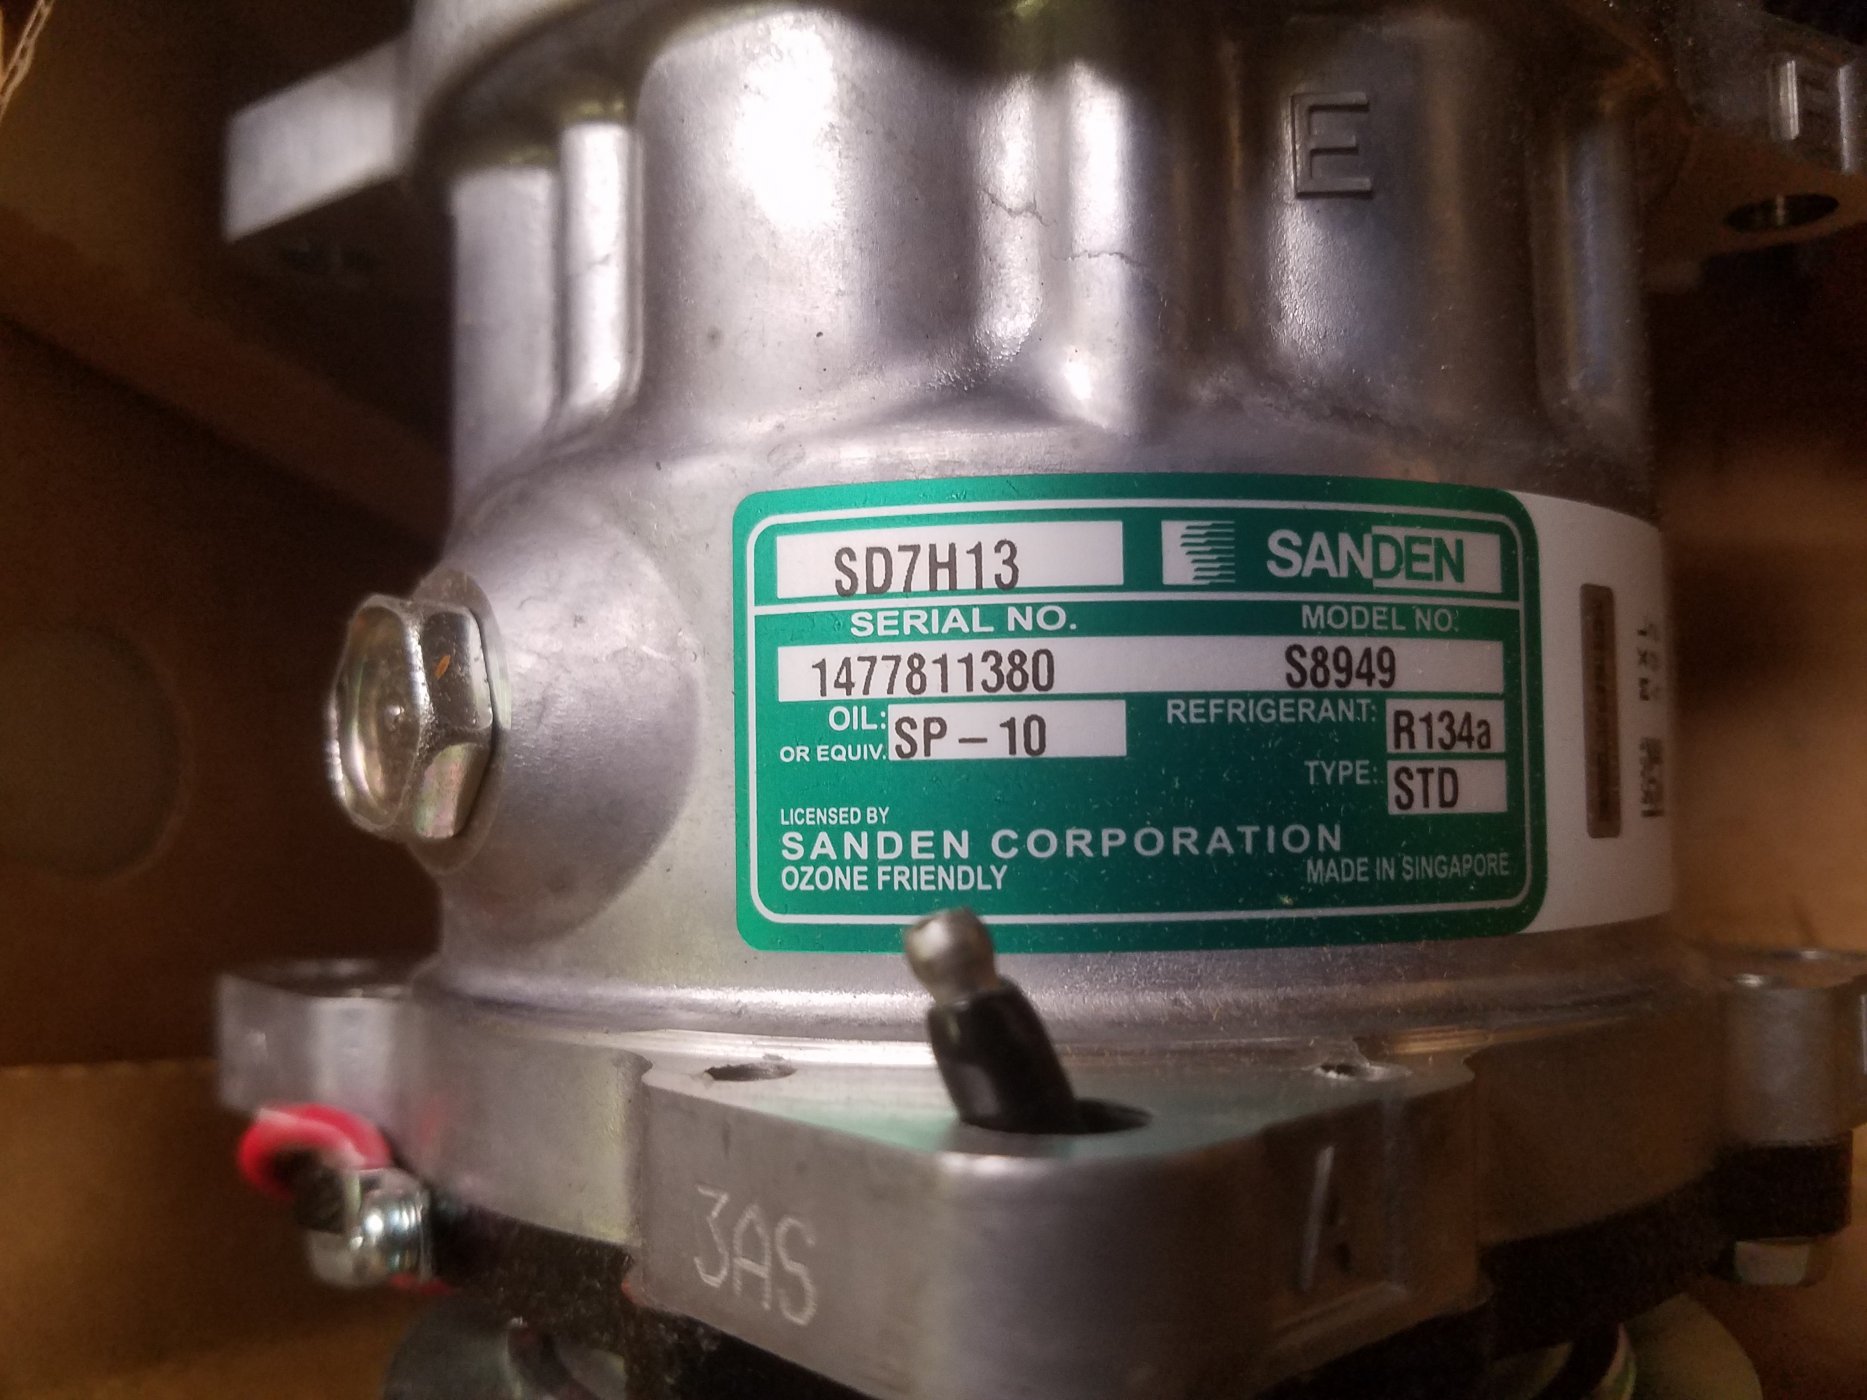 E
E
SD7H13 SANDEN
SERIAL NO. MODEL NO.
1477811380 S8949
OIL: SP-10 REFRIGERANT: R134a
OR EQUIV. TYPE: STD
LICENSED BY
SANDEN CORPORATION
OZONE FRIENDLY MADE IN SINGAPORE
3AS